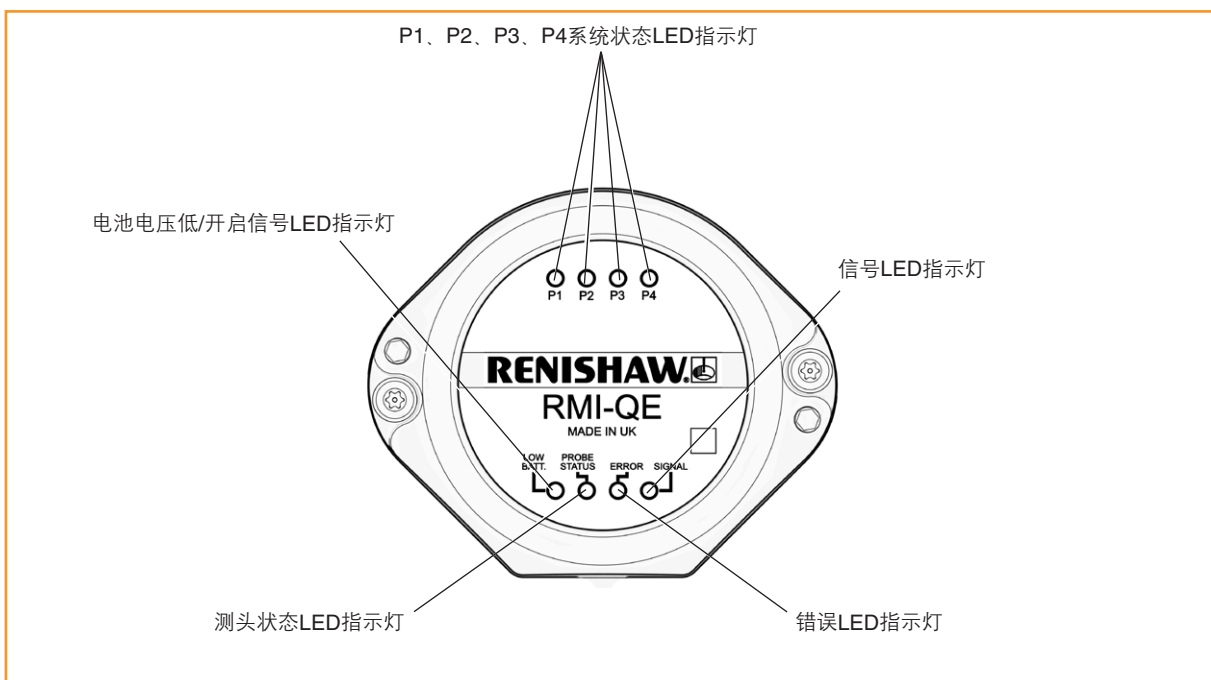 P1、P2、P3、P4系统状态LED指示灯
电池电压低/开启信号LED指示灯
信号LED指示灯
P1 P2 P3 P4
RENISHAW.
RMI-QE
MADE IN UK
LOW BATT.
PROBE STATUS
ERROR
SIGNAL
测头状态LED指示灯
错误LED指示灯